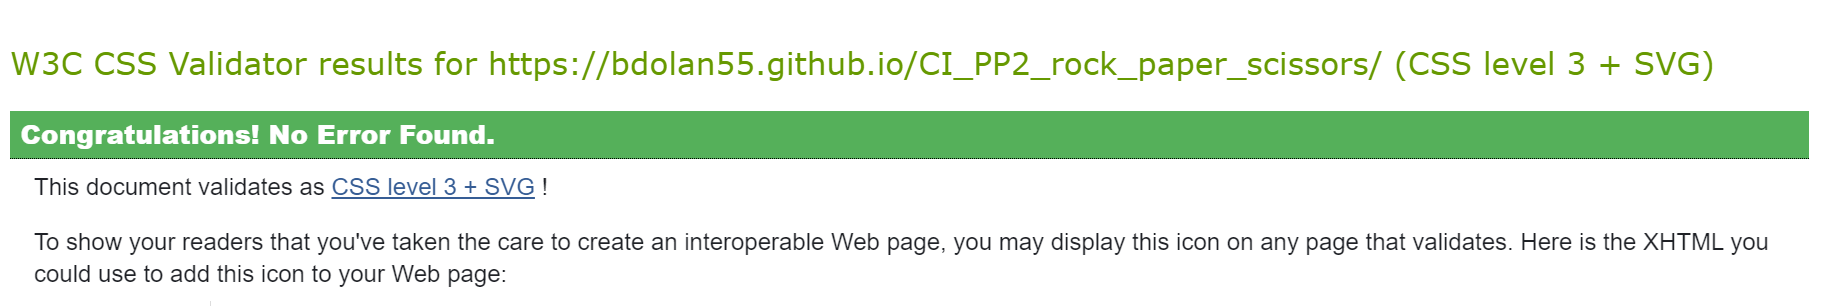 W3C CSS Validator results for https://bdolan55.github.io/CI_PP2_rock_paper_scissors/ (CSS level 3 + SVG)
Congratulations! No Error Found.
This document validates as CSS level 3 + SVG !
To show your readers that you've taken the care to create an interoperable Web page, you may display this icon on any page that validates. Here is the XHTML you
could use to add this icon to your Web page: